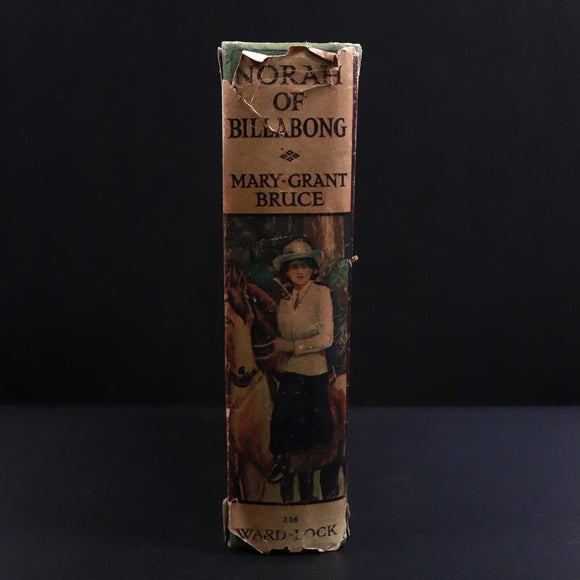 NORAH
OF
BILLABONG
MARY-GRANT
BRUCE
236
WARD-LOCK